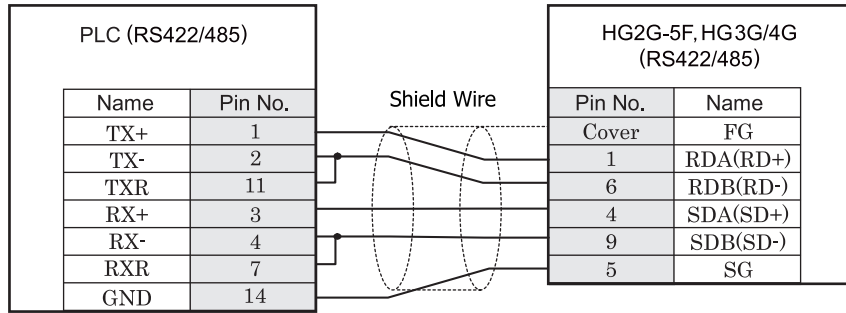 PLC (RS422/485)
Name Pin No.
TX+ 1
TX- 2
TXR 11
RX+ 3
RX- 4
RXR 7
GND 14
Shield Wire
HG2G-5F, HG3G/4G
(RS422/485)
Pin No. Name
Cover FG
1 RDA(RD+)
6 RDB(RD-)
4 SDA(SD+)
9 SDB(SD-)
5 SG